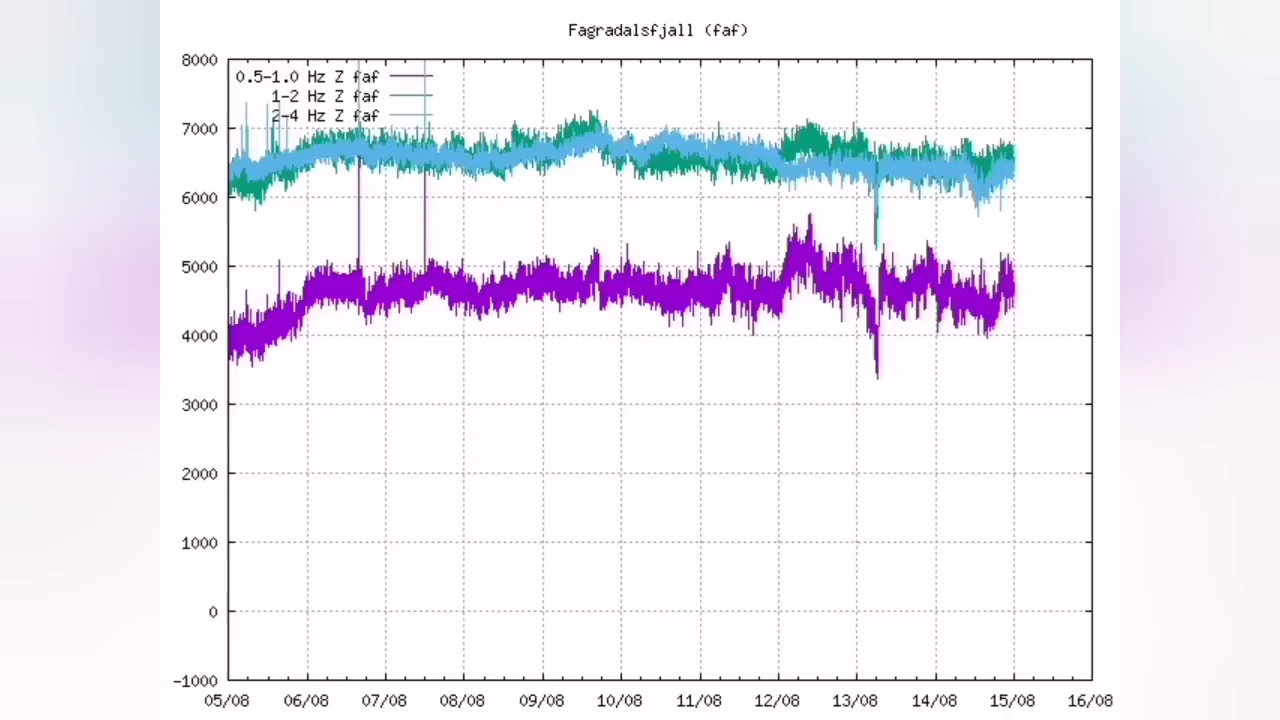 Fagradalsfjall (faf)
8000
0.5-1.0 Hz Z faf
1-2 Hz Z faf
2-4 Hz Z faf
7000
6000
5000
4000
3000
2000
1000
0
-1000
05/08 06/08 07/08 08/08 09/08 10/08 11/08 12/08 13/08 14/08 15/08 16/08